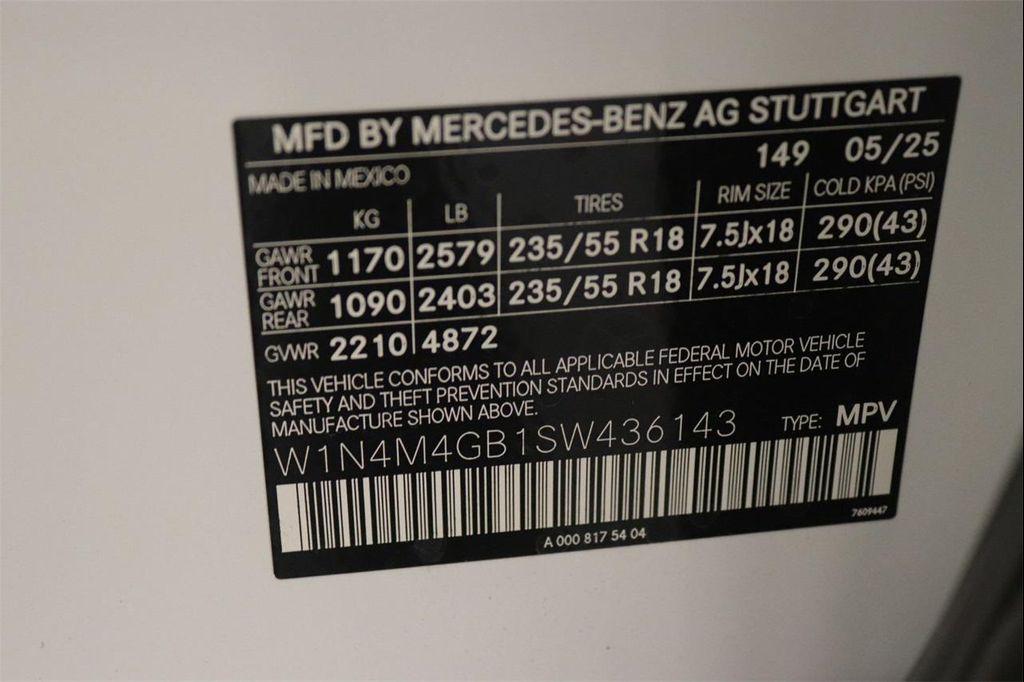 MFD BY MERCEDES-BENZ AG STUTTGART
149 05/25
MADE IN MEXICO
KG LB TIRES RIM SIZE COLD KPA (PSI)
GAWR FRONT 1170 2579 235/55 R18 7.5Jx18 290(43)
GAWR REAR 1090 2403 235/55 R18 7.5Jx18 290(43)
GVWR 2210 4872
THIS VEHICLE CONFORMS TO ALL APPLICABLE FEDERAL MOTOR VEHICLE
SAFETY AND THEFT PREVENTION STANDARDS IN EFFECT ON THE DATE OF
MANUFACTURE SHOWN ABOVE.
W1N4M4GB1SW436143 TYPE: MPV
7609447
A 000 817 54 04